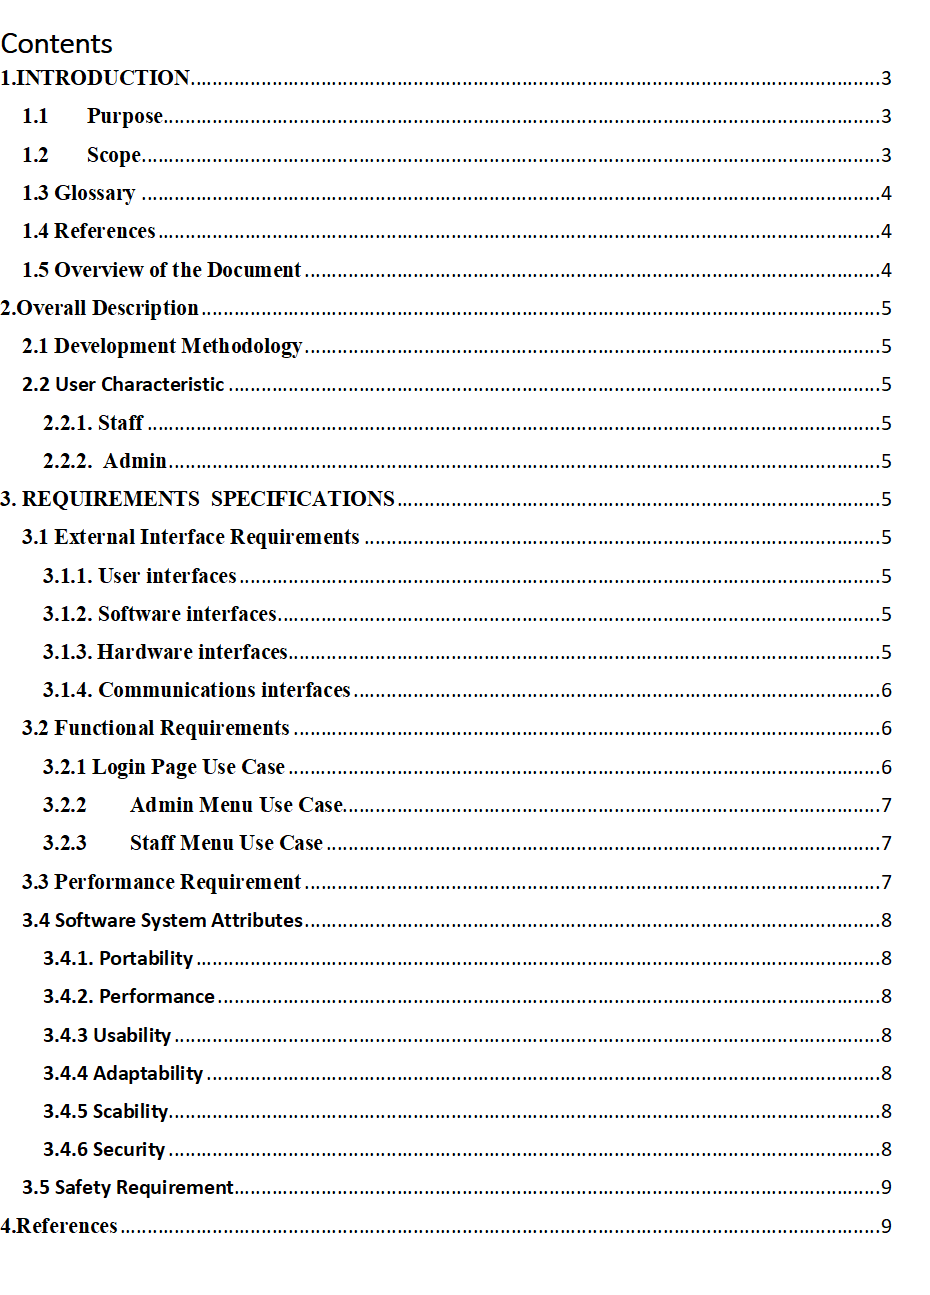 Contents
1.INTRODUCTION.....3
1.1 Purpose.....3
1.2 Scope.....3
1.3 Glossary.....4
1.4 References.....4
1.5 Overview of the Document.....4
2.Overall Description.....5
2.1 Development Methodology.....5
2.2 User Characteristic.....5
2.2.1. Staff.....5
2.2.2. Admin.....5
3. REQUIREMENTS SPECIFICATIONS.....5
3.1 External Interface Requirements.....5
3.1.1. User interfaces.....5
3.1.2. Software interfaces.....5
3.1.3. Hardware interfaces.....5
3.1.4. Communications interfaces.....6
3.2 Functional Requirements.....6
3.2.1 Login Page Use Case.....6
3.2.2 Admin Menu Use Case.....7
3.2.3 Staff Menu Use Case.....7
3.3 Performance Requirement.....7
3.4 Software System Attributes.....8
3.4.1. Portability.....8
3.4.2. Performance.....8
3.4.3 Usability.....8
3.4.4 Adaptability.....8
3.4.5 Scability.....8
3.4.6 Security.....8
3.5 Safety Requirement.....9
4.References.....9